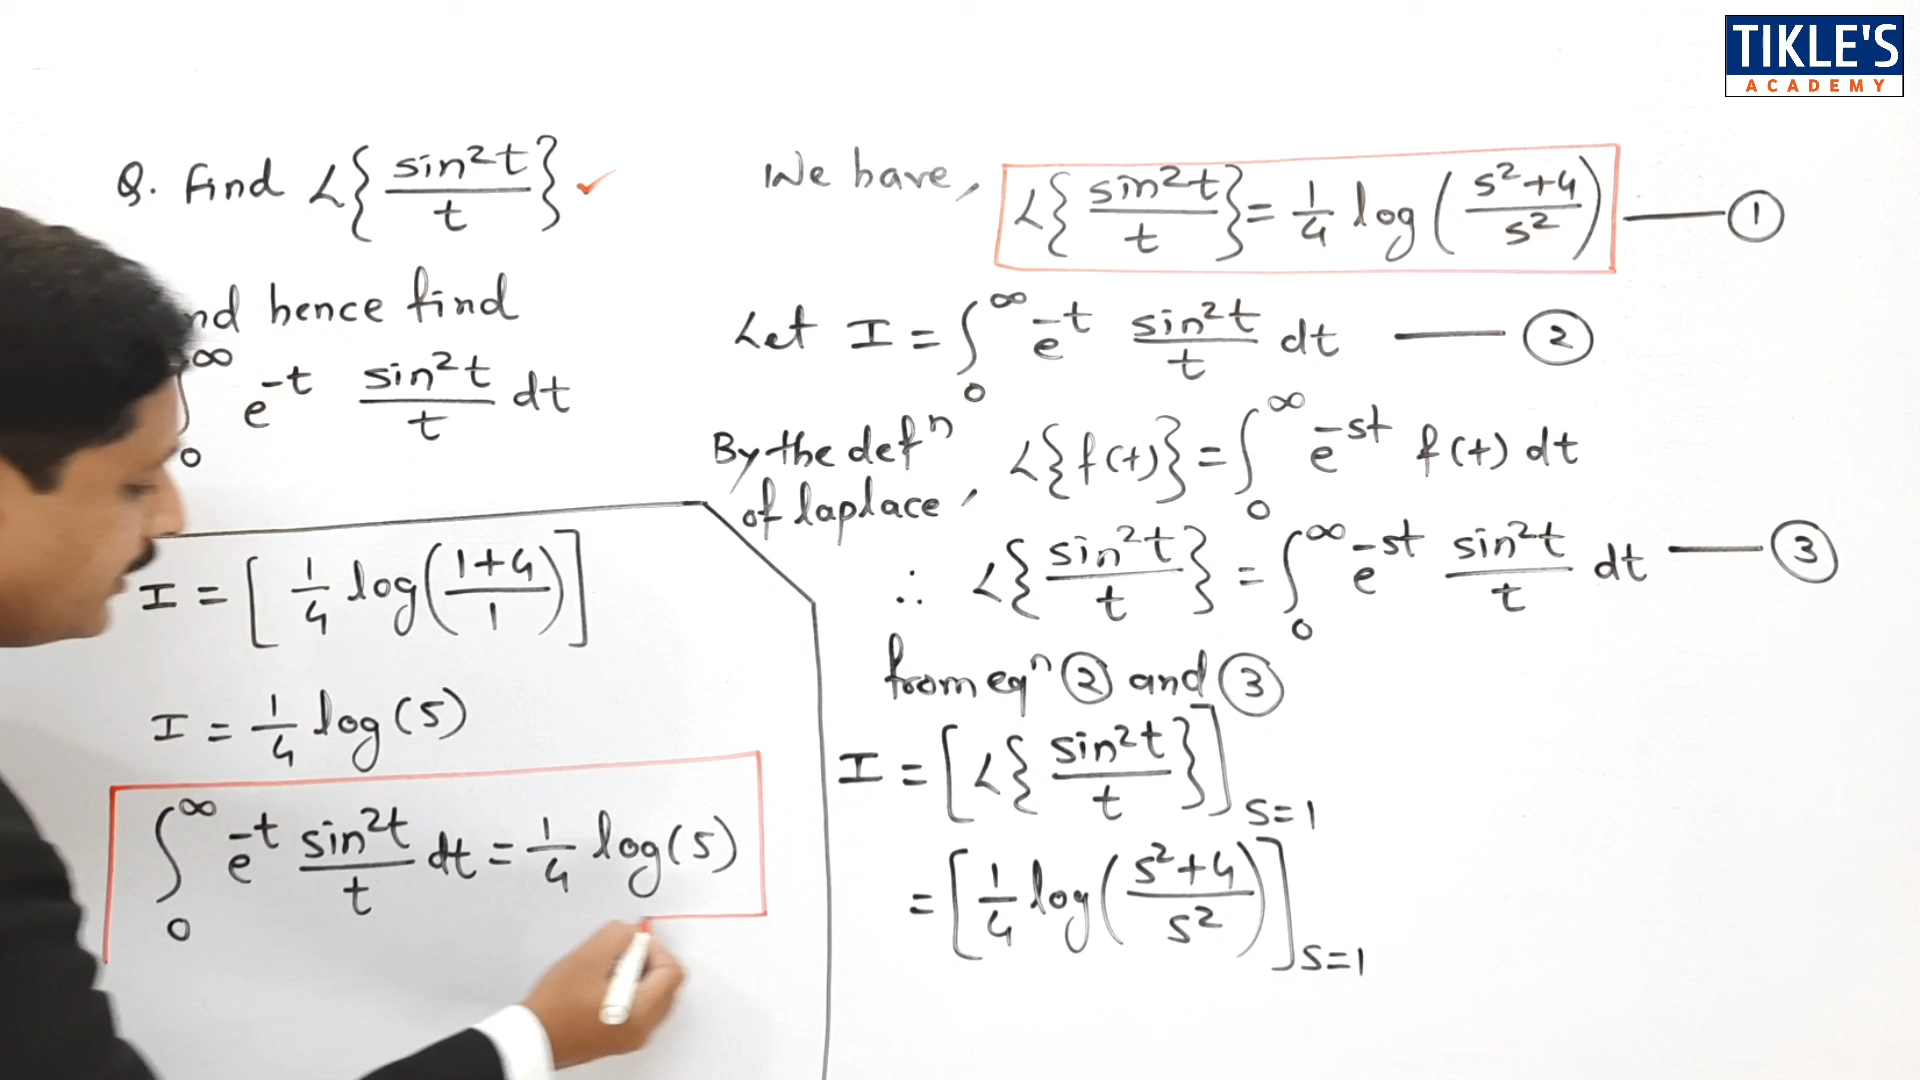 TIKLE'S
ACADEMY
Q. Find L{sin²t/t} ✓
nd hence find
∫₀^∞ e^-t sin²t/t dt
I = [1/4 log(1+4/1)]
I = 1/4 log(5)
∫₀^∞ e^-t sin²t/t dt = 1/4 log(5)
We have, L{sin²t/t} = 1/4 log(s²+4/s²) —— ①
Let I = ∫₀^∞ e^-t sin²t/t dt —— ②
By the defⁿ
of laplace, L{f(t)} = ∫₀^∞ e^-st f(t) dt
∴ L{sin²t/t} = ∫₀^∞ e^-st sin²t/t dt —— ③
from eqⁿ ② and ③
I = [L{sin²t/t}] s=1
= [1/4 log(s²+4/s²)] s=1